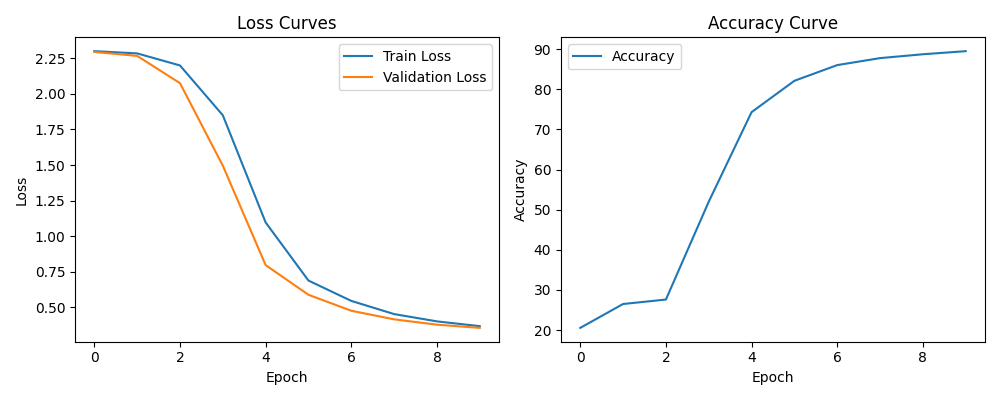 Loss Curves
Train Loss
Validation Loss
2.25
2.00
1.75
1.50
1.25
1.00
0.75
0.50
Loss
0 2 4 6 8
Epoch
Accuracy Curve
Accuracy
90
80
70
60
50
40
30
20
Accuracy
0 2 4 6 8
Epoch